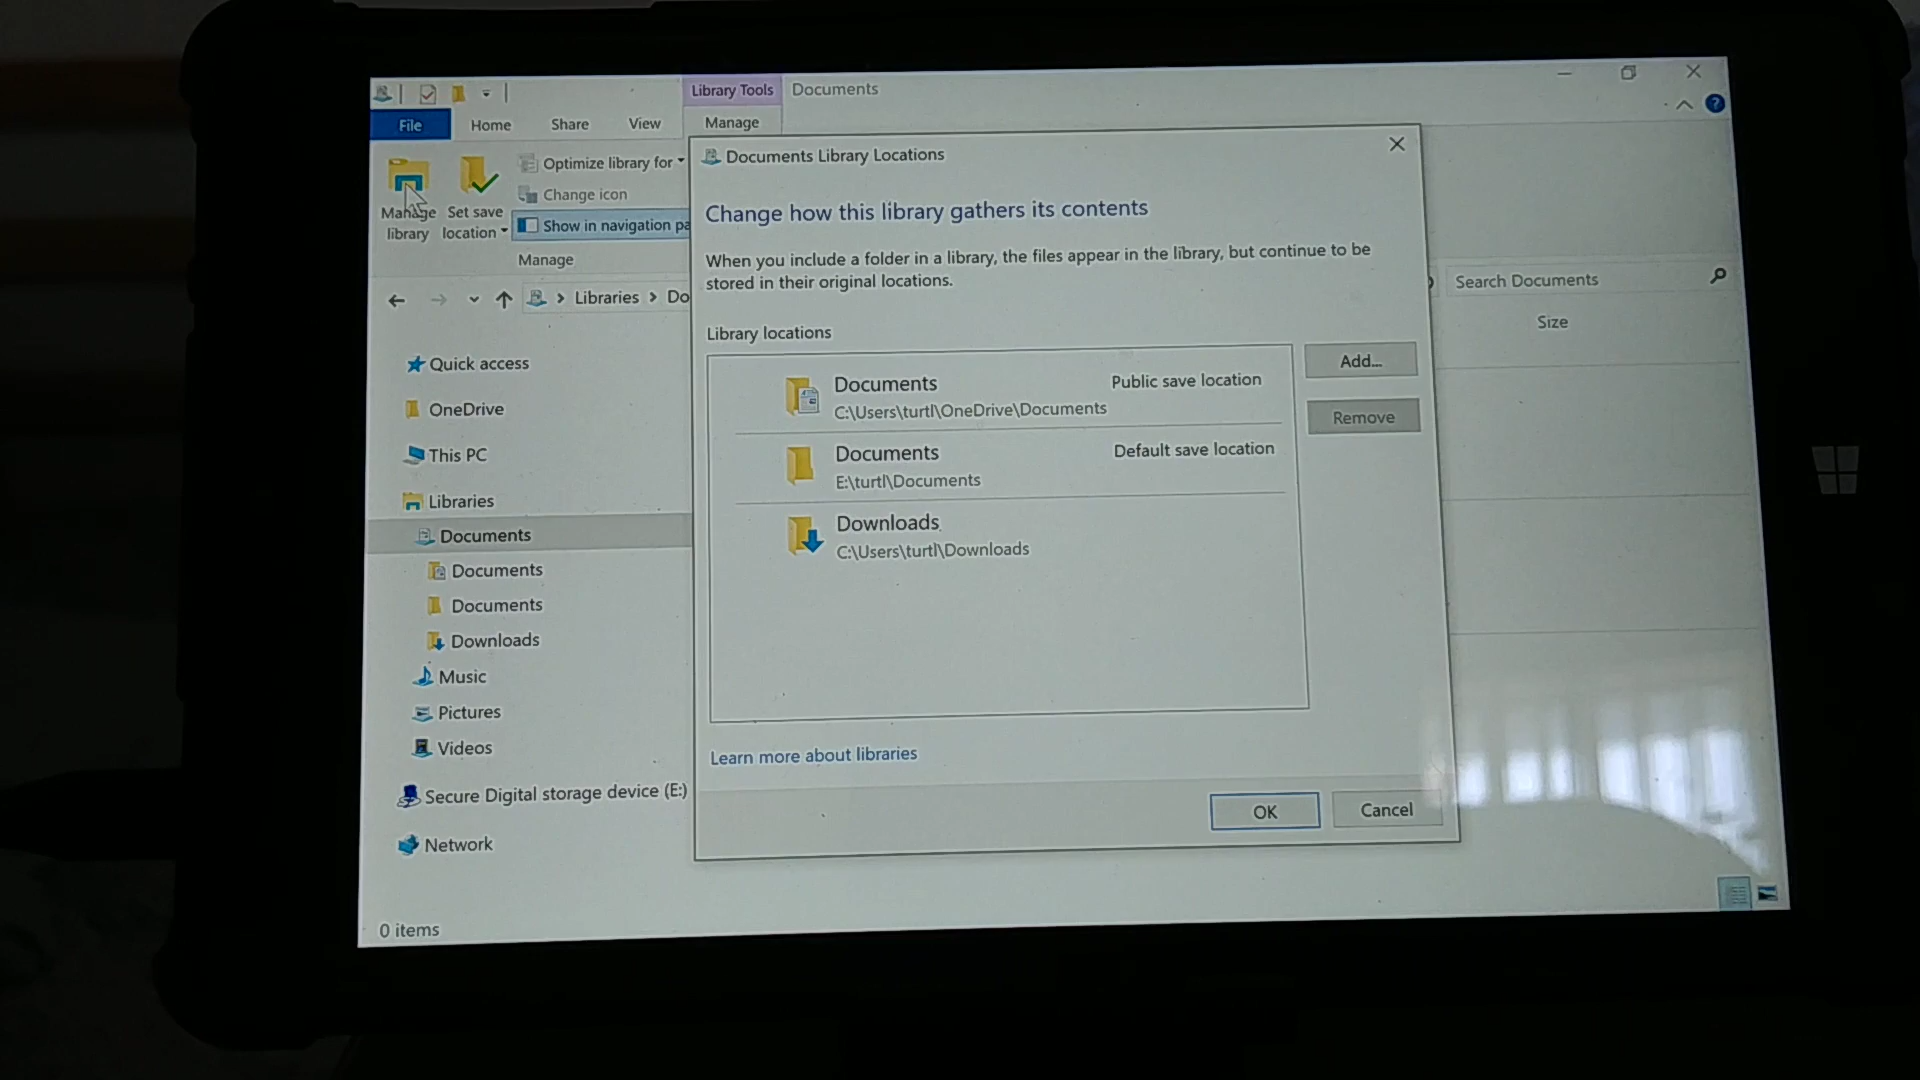 Library Tools
Documents
File
Home
Share
View
Manage
Manage library
Set save location
Optimize library for
Change icon
Show in navigation pa
Manage
Libraries
Do
Search Documents
Size
Quick access
OneDrive
This PC
Libraries
Documents
Documents
Documents
Downloads
Music
Pictures
Videos
Secure Digital storage device (E:)
Network
0 items
Documents Library Locations
Change how this library gathers its contents
When you include a folder in a library, the files appear in the library, but continue to be
stored in their original locations.
Library locations
Documents
Public save location
C:\Users\turtl\OneDrive\Documents
Documents
Default save location
E:\turtl\Documents
Downloads
C:\Users\turtl\Downloads
Add...
Remove
Learn more about libraries
OK
Cancel